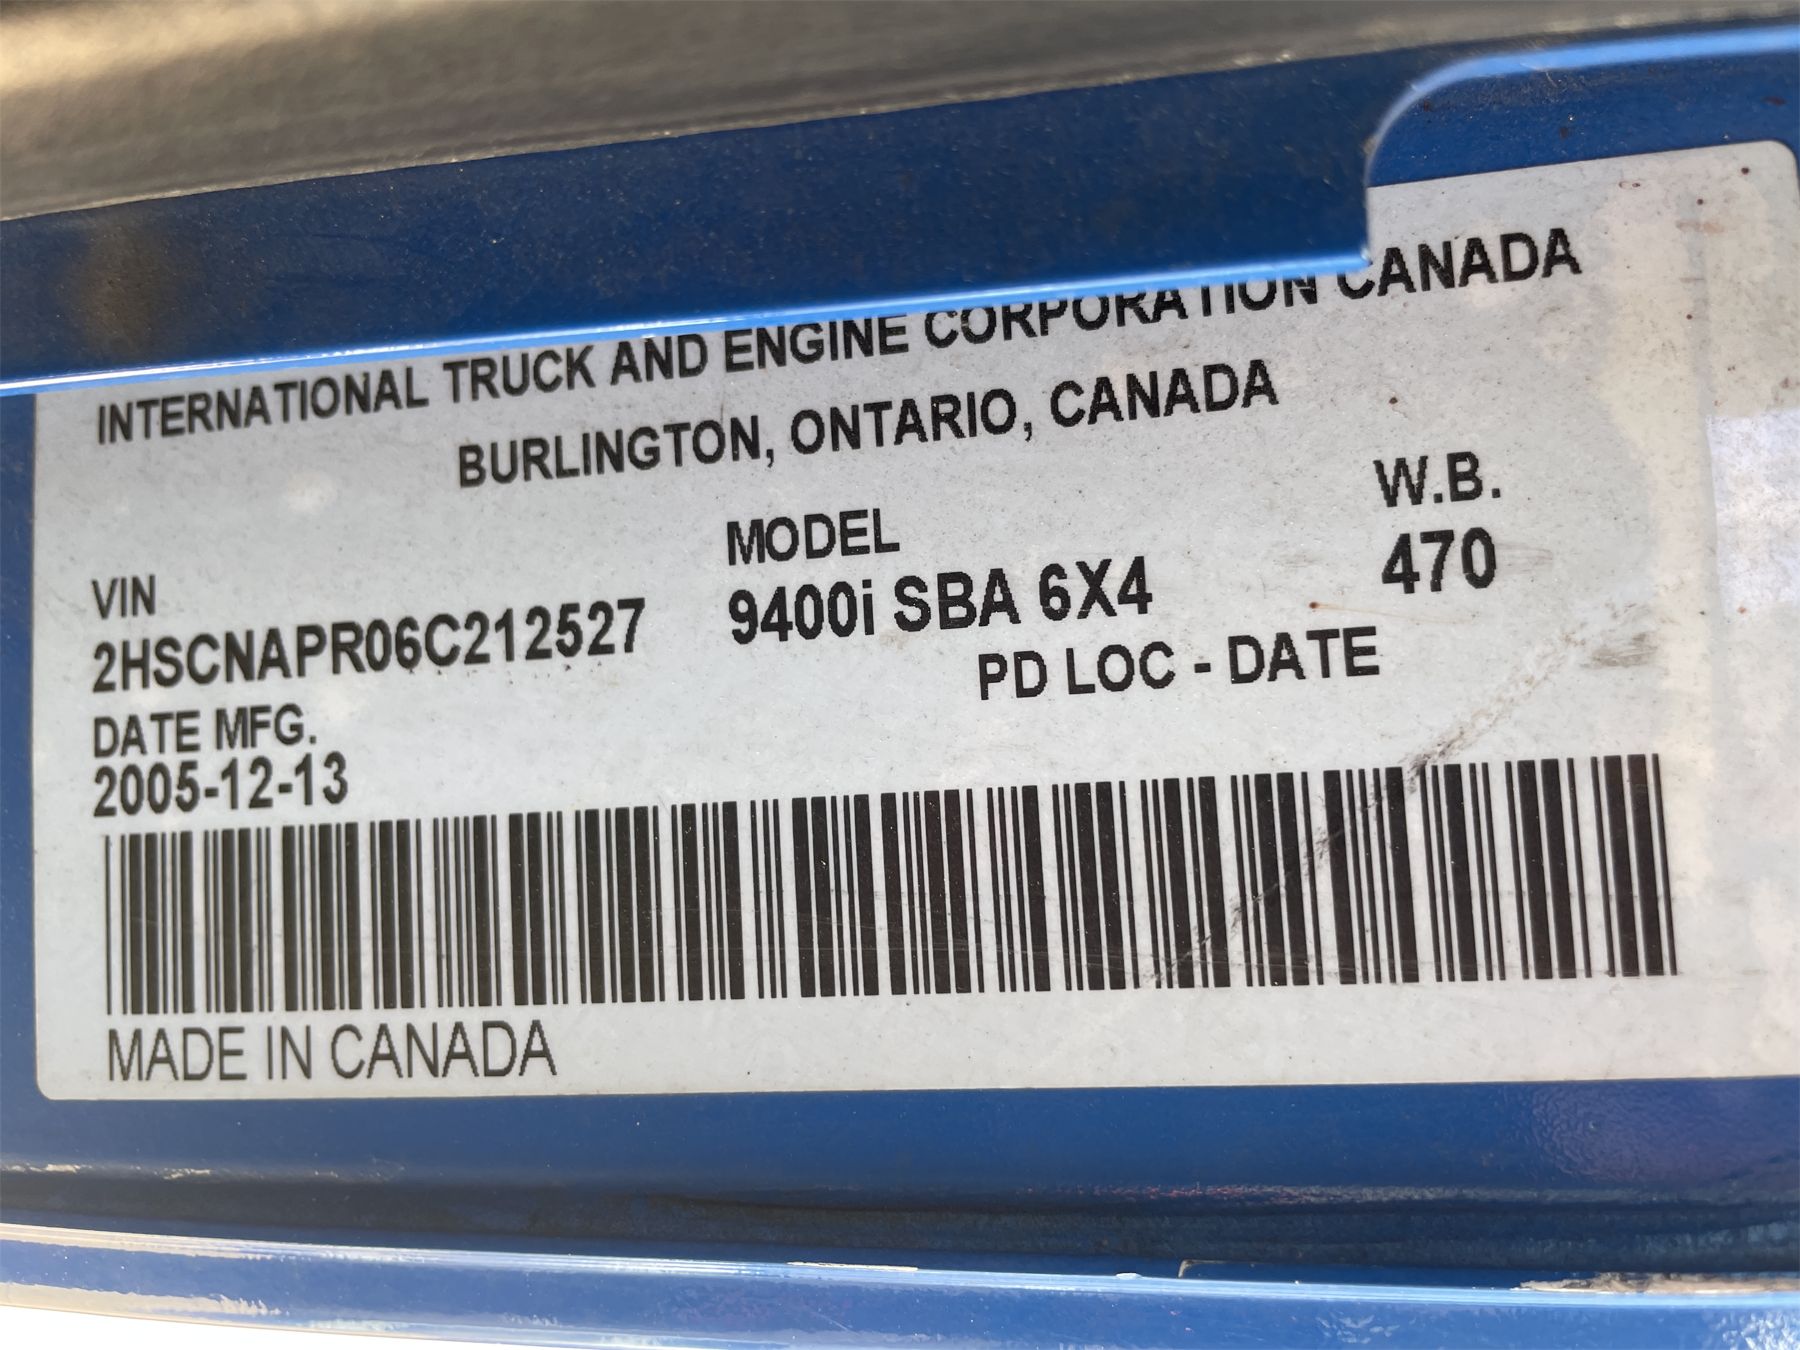 INTERNATIONAL TRUCK AND ENGINE CORPORATION CANADA
BURLINGTON, ONTARIO, CANADA
VIN MODEL W.B.
2HSCNAPR06C212527 9400i SBA 6X4 470
DATE MFG. PD LOC - DATE
2005-12-13
MADE IN CANADA